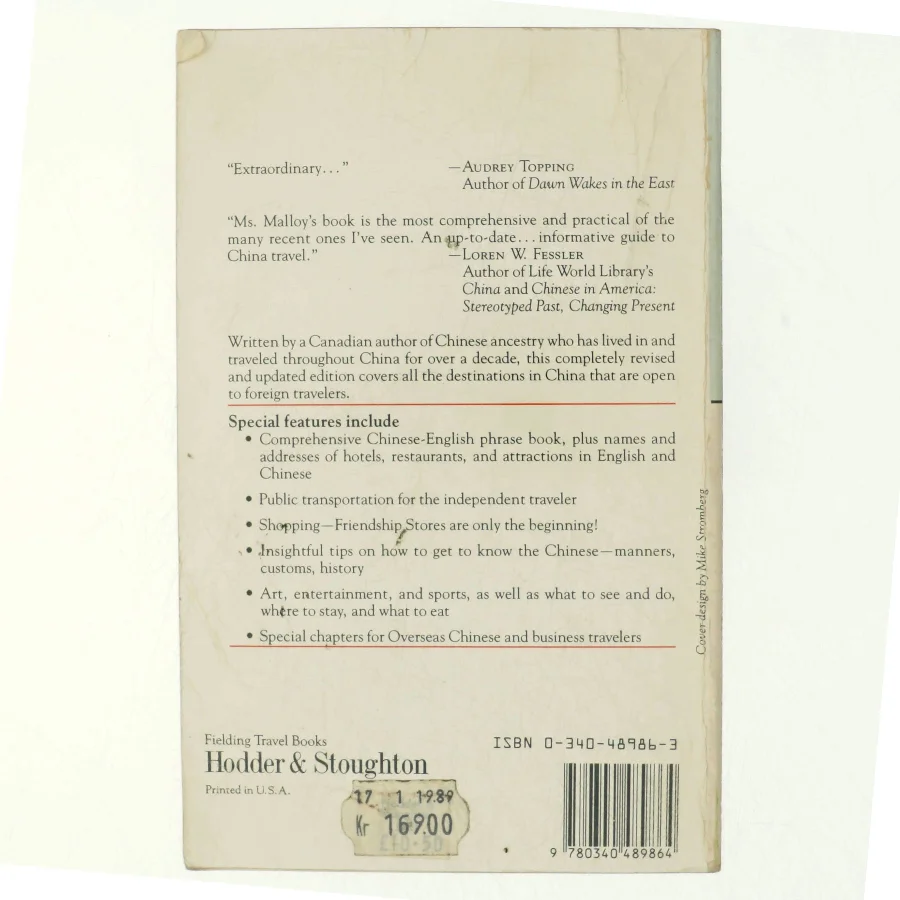 “Extraordinary...” —AUDREY TOPPING
Author of Dawn Wakes in the East
“Ms. Malloy’s book is the most comprehensive and practical of the
many recent ones I’ve seen. An up-to-date...informative guide to
China travel.” —LOREN W. FESSLER
Author of Life World Library’s
China and Chinese in America:
Stereotyped Past, Changing Present
Written by a Canadian author of Chinese ancestry who has lived in and
traveled throughout China for over a decade, this completely revised
and updated edition covers all the destinations in China that are open
to foreign travelers.
Special features include
• Comprehensive Chinese-English phrase book, plus names and
addresses of hotels, restaurants, and attractions in English and
Chinese
• Public transportation for the independent traveler
• Shopping—Friendship Stores are only the beginning!
• Insightful tips on how to get to know the Chinese—manners,
customs, history
• Art, entertainment, and sports, as well as what to see and do,
where to stay, and what to eat
• Special chapters for Overseas Chinese and business travelers
Cover design by Mike Stromberg
Fielding Travel Books
Hodder & Stoughton
Printed in U.S.A.
17 1 1989
Kr 169.00
ISBN 0-340-48986-3
9 780340 489864